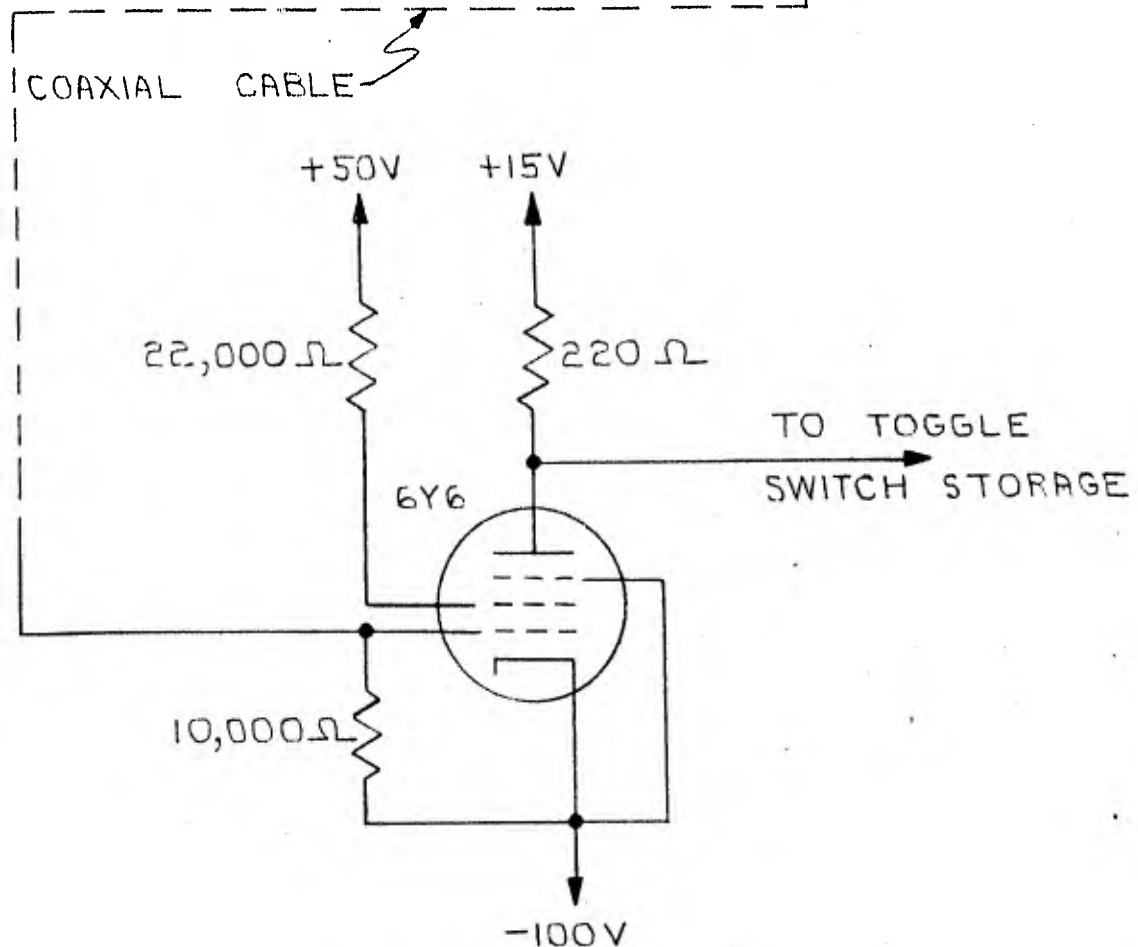 COAXIAL CABLE
+50V
+15V
22,000Ω
220Ω
TO TOGGLE
SWITCH STORAGE
6Y6
10,000Ω
-100V